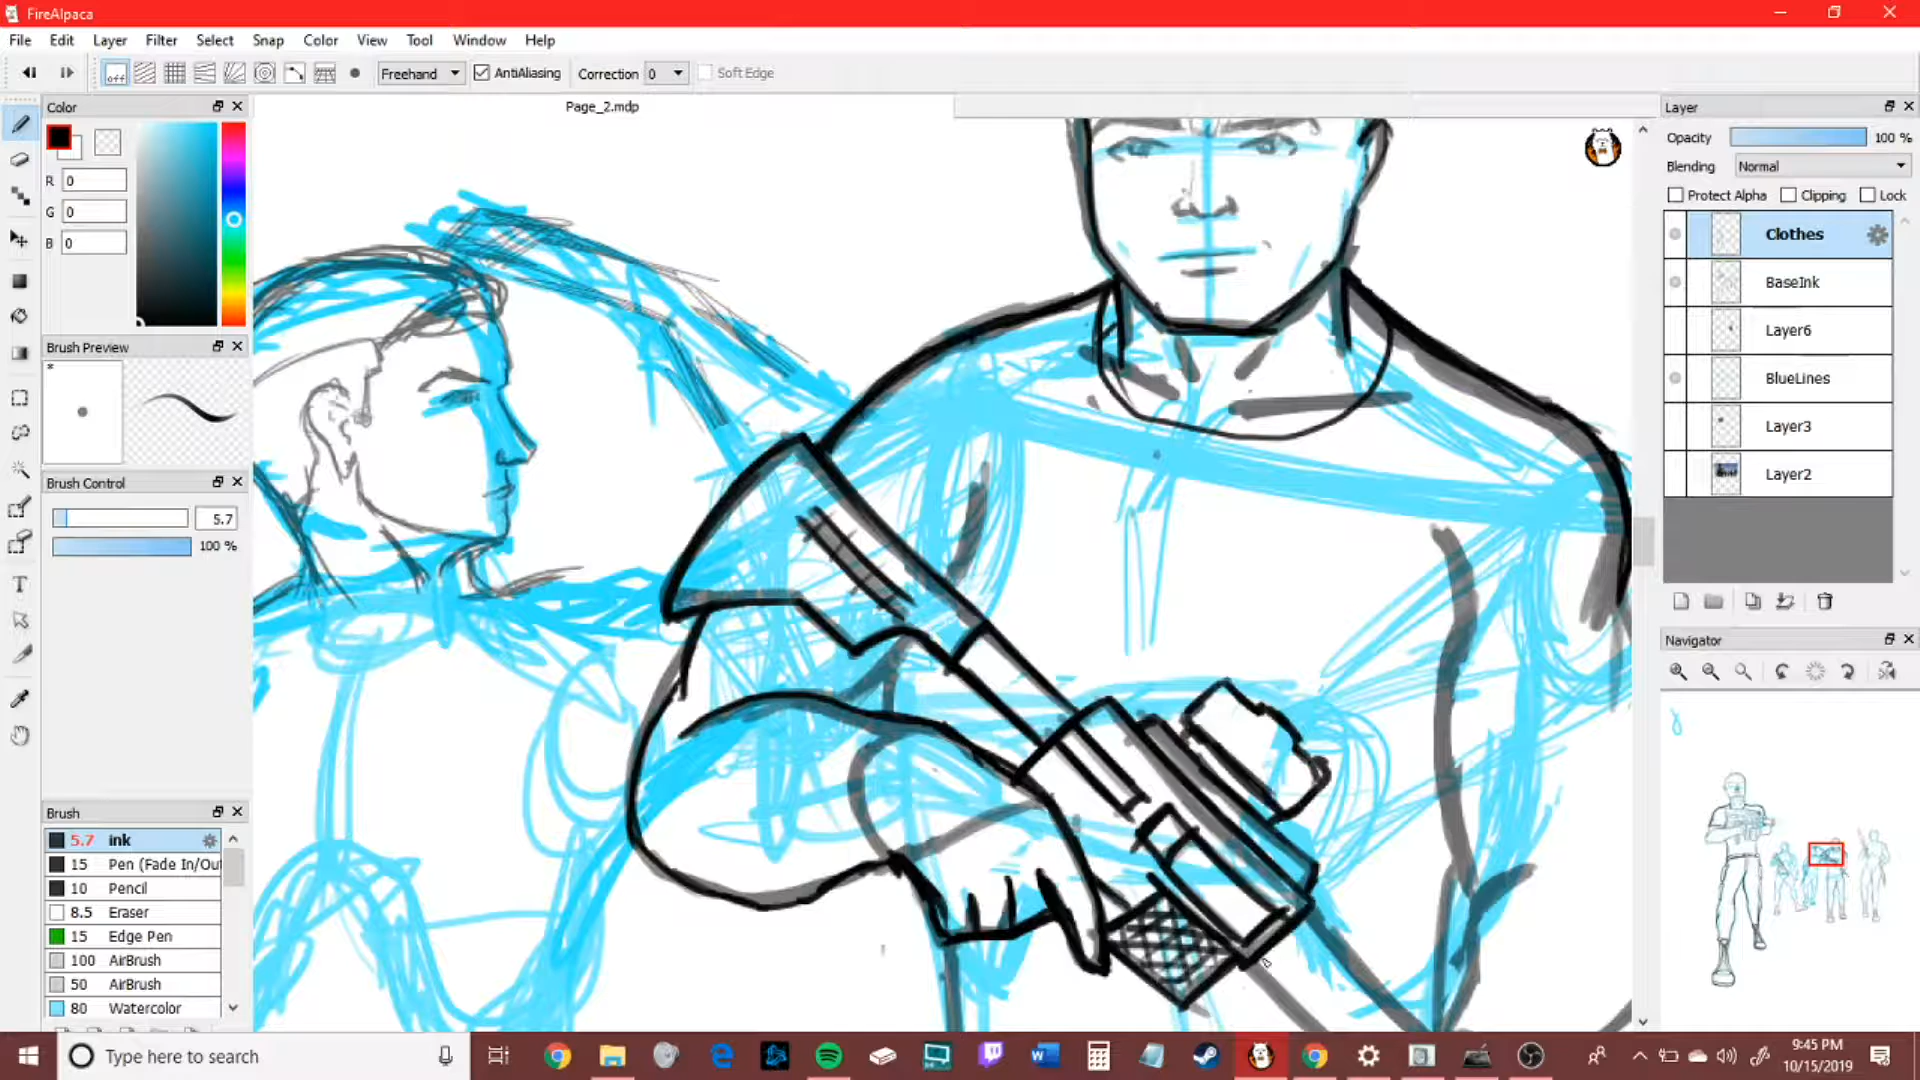 FireAlpaca
File Edit Layer Filter Select Snap Color View Tool Window Help
off Freehand AntiAliasing Correction 0 Soft Edge
Color
Page_2.mdp
Layer
R 0
G 0
B 0
Opacity 100 %
Blending Normal
Protect Alpha Clipping Lock
Clothes
BaseInk
Layer6
BlueLines
Layer3
Layer2
Brush Preview
*
Brush Control
5.7
100 %
Navigator
Brush
5.7 ink
15 Pen (Fade In/Ou
10 Pencil
8.5 Eraser
15 Edge Pen
100 AirBrush
50 AirBrush
80 Watercolor
T
Type here to search
9:45 PM
10/15/2019